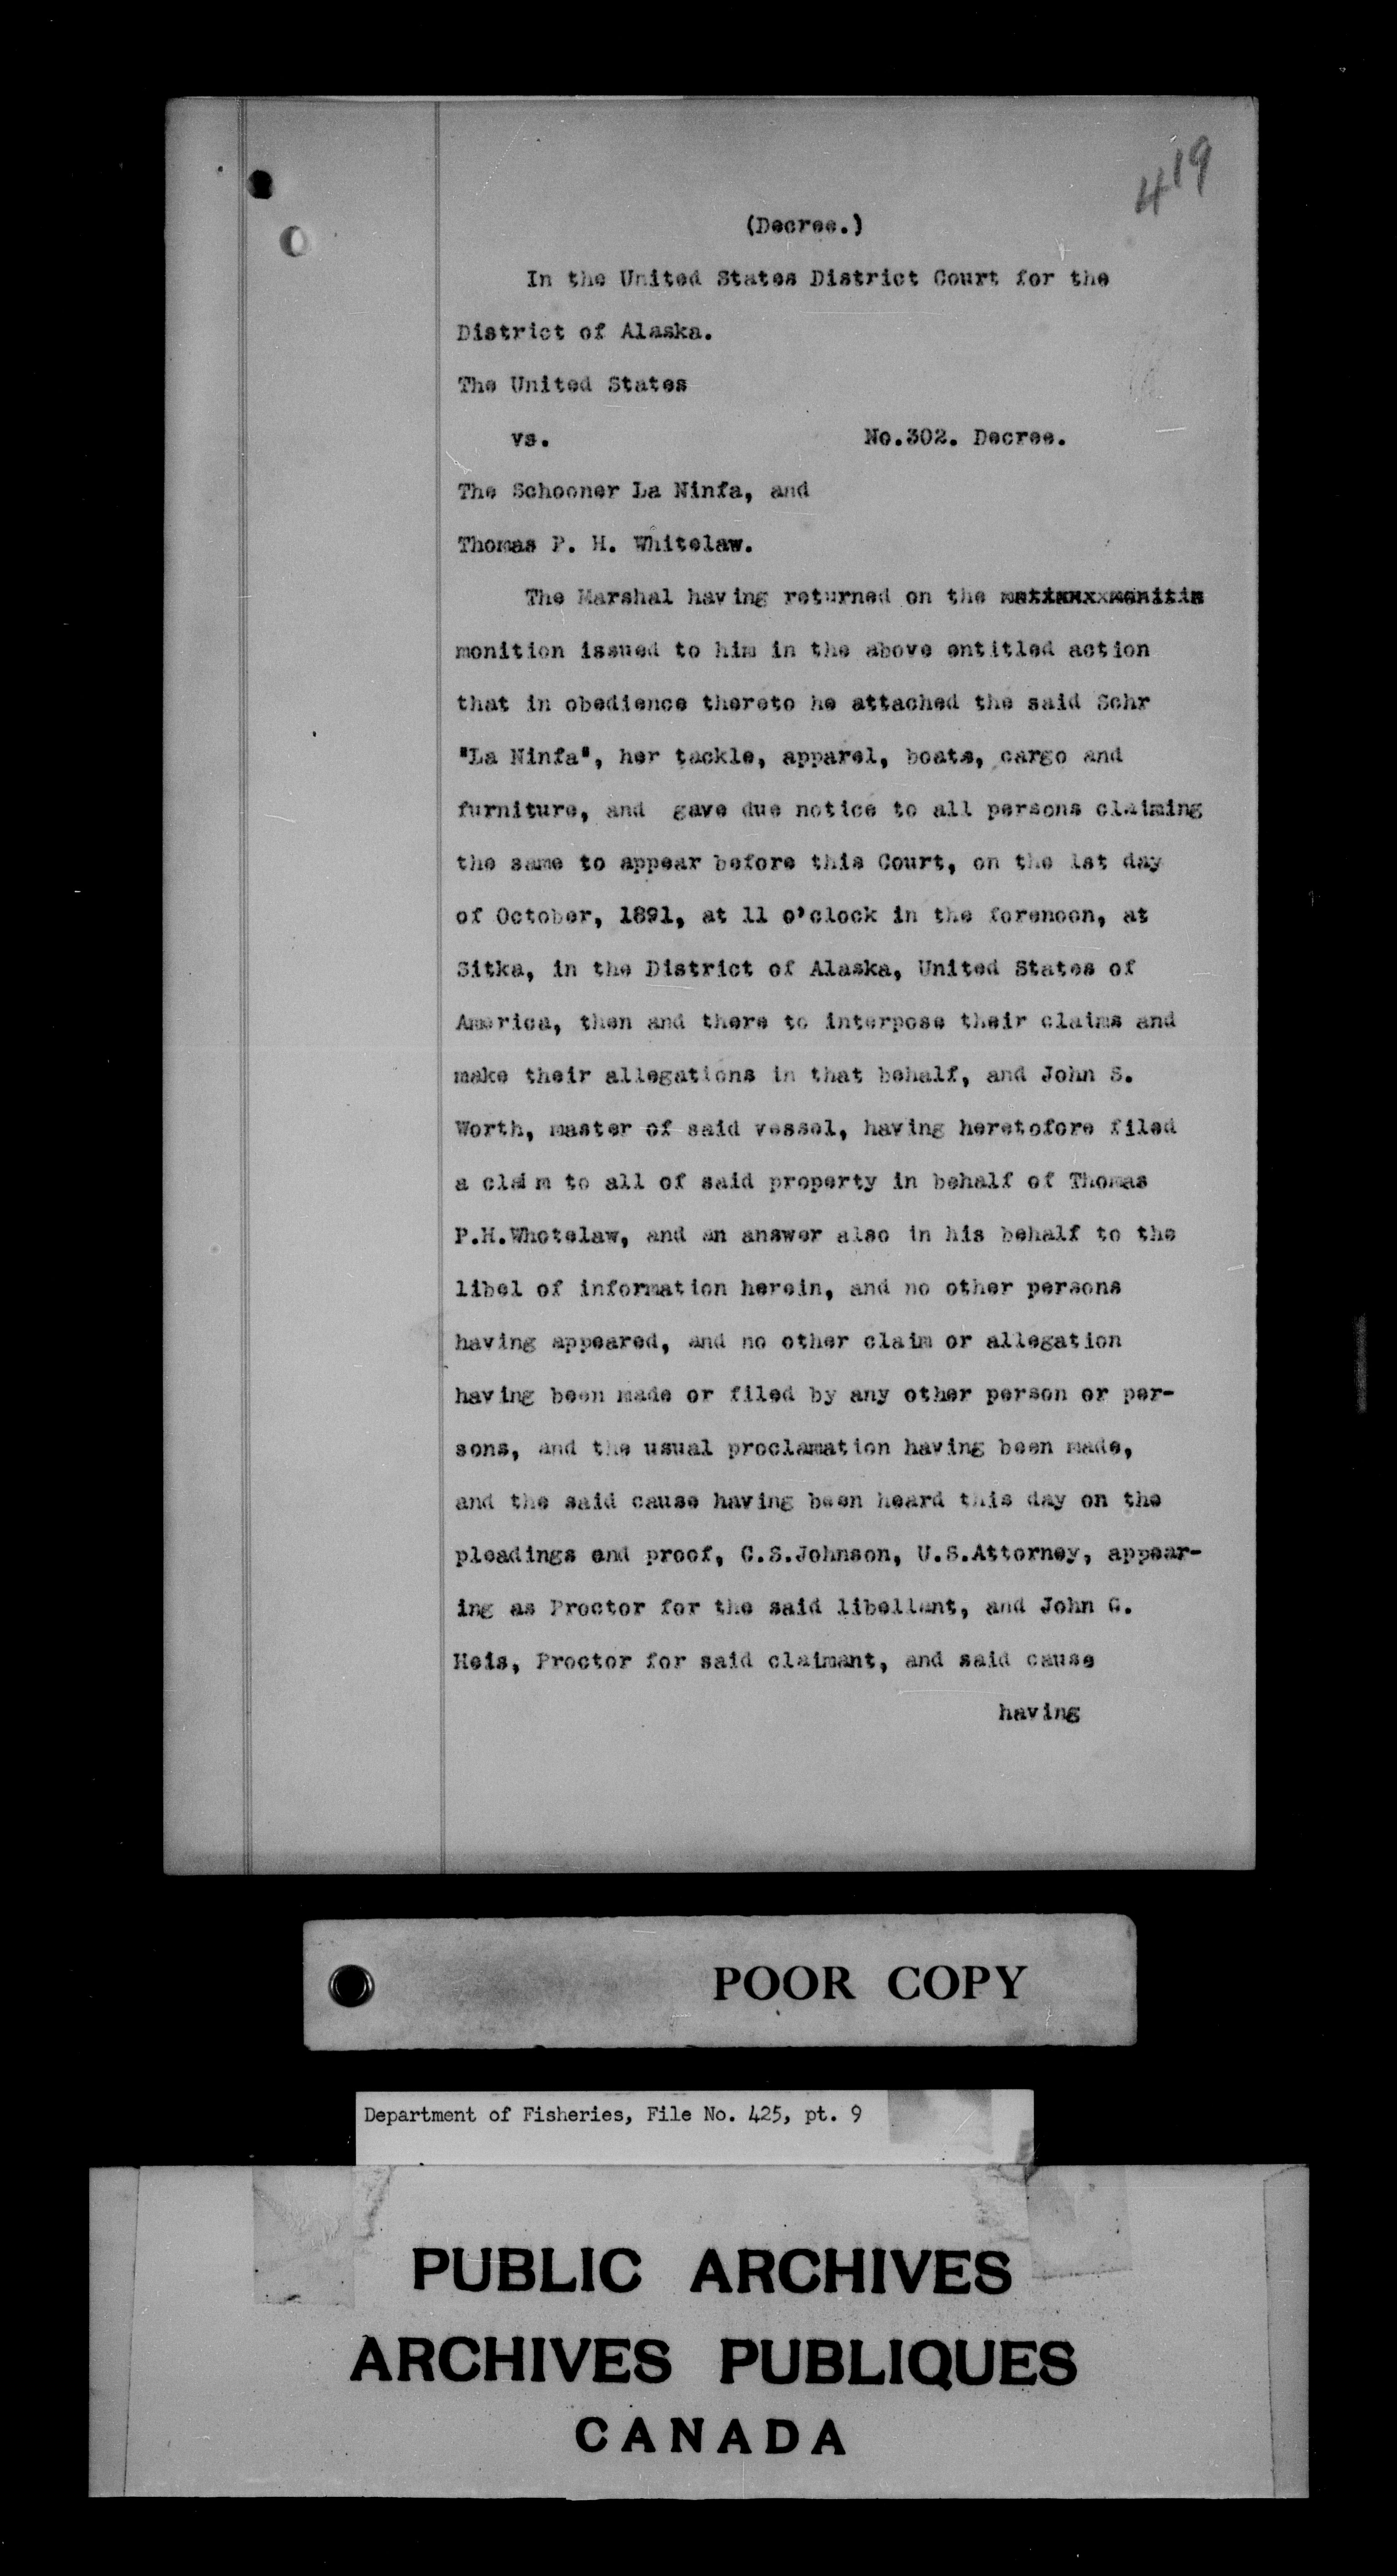 419
(Decree.)
In the United States District Court for the
District of Alaska.
The United States
vs. No.302. Decree.
The Schooner La Ninfa, and
Thomas P. H. Whitelaw.
The Marshal having returned on the
monition issued to him in the above entitled action
that in obedience thereto he attached the said Schr
"La Ninfa", her tackle, apparel, boats, cargo and
furniture, and gave due notice to all persons claiming
the same to appear before this Court, on the 1st day
of October, 1891, at 11 o'clock in the forenoon, at
Sitka, in the District of Alaska, United States of
America, then and there to interpose their claims and
make their allegations in that behalf, and John S.
Worth, master of said vessel, having heretofore filed
a claim to all of said property in behalf of Thomas
P.H.Whotelaw, and an answer also in his behalf to the
libel of information herein, and no other persons
having appeared, and no other claim or allegation
having been made or filed by any other person or per-
sons, and the usual proclamation having been made,
and the said cause having been heard this day on the
pleadings and proof, C.S.Johnson, U.S.Attorney, appear-
ing as Proctor for the said libellant, and John G.
Heis, Proctor for said claimant, and said cause
having
POOR COPY
Department of Fisheries, File No. 425, pt. 9
PUBLIC ARCHIVES
ARCHIVES PUBLIQUES
CANADA